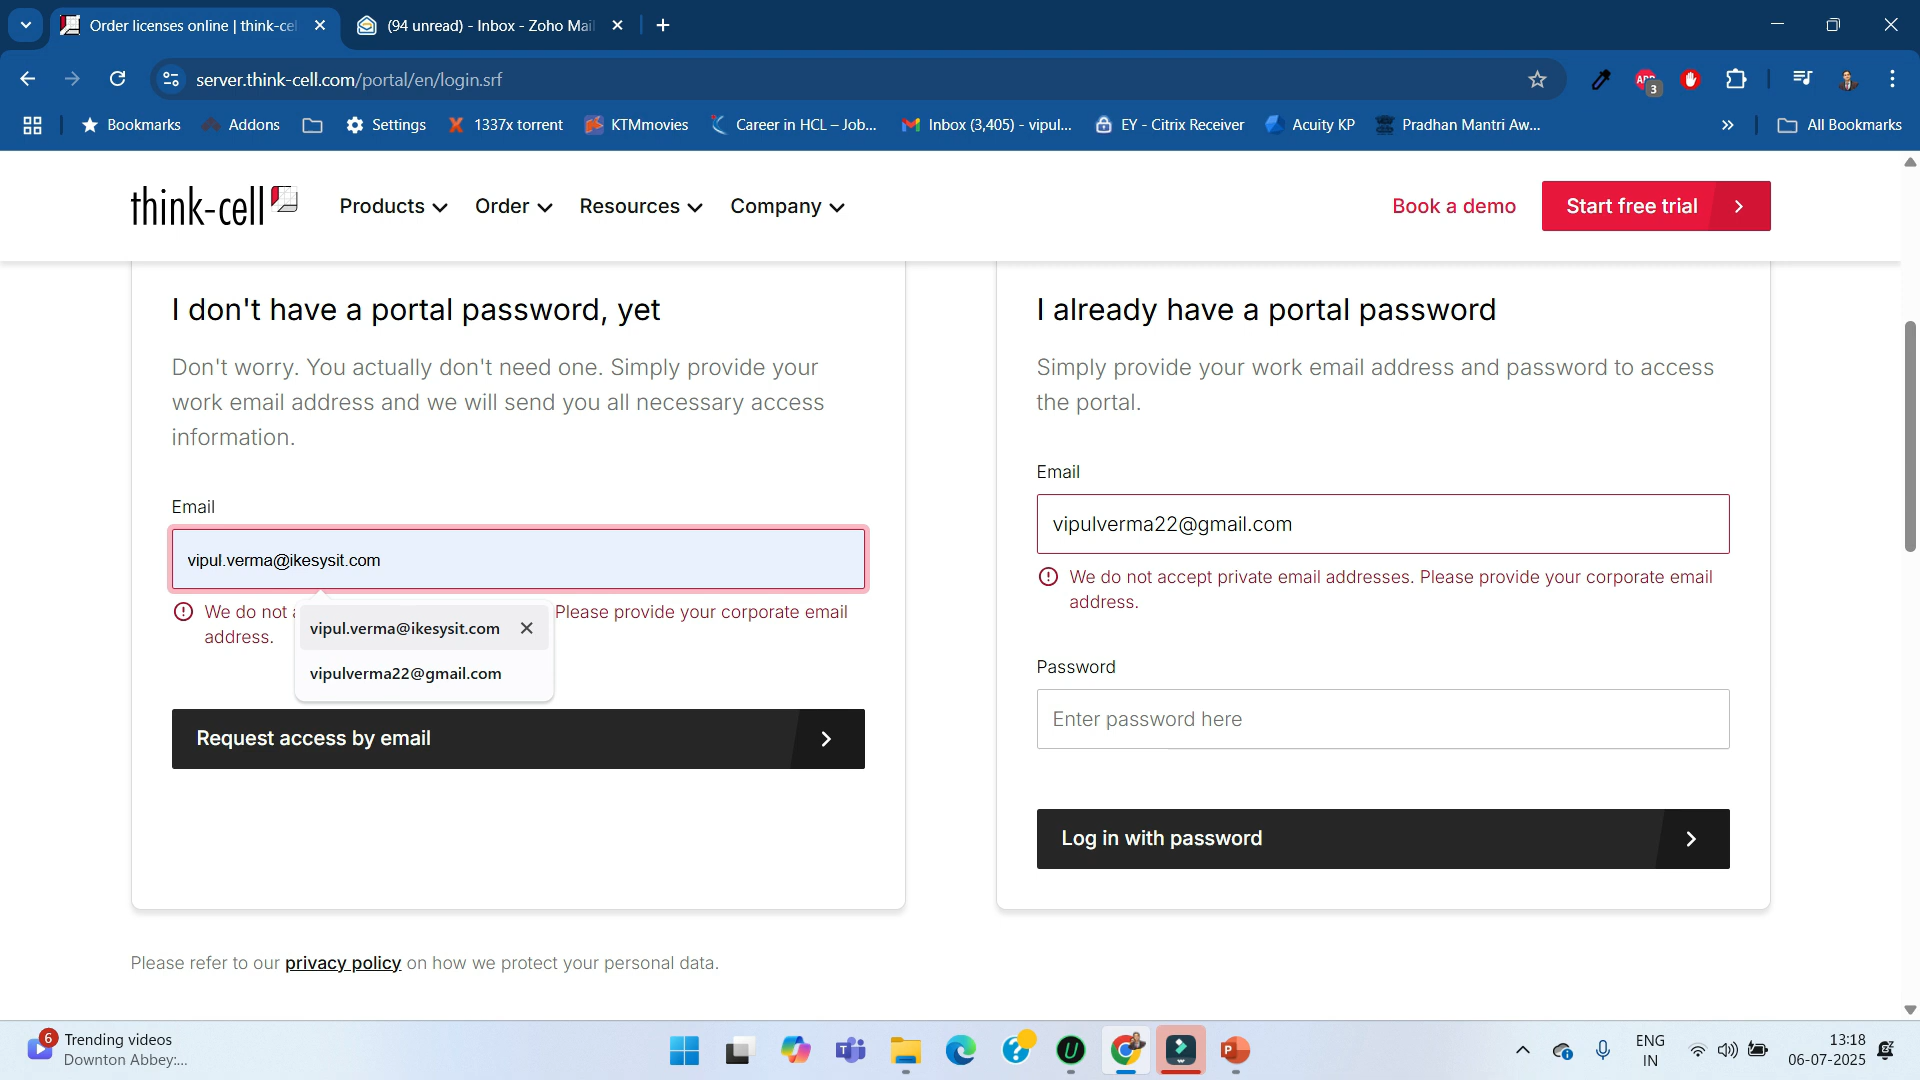 Order licenses online | think-cel
(94 unread) - Inbox - Zoho Mail
server.think-cell.com/portal/en/login.srf
3
Bookmarks
Addons
Settings
1337x torrent
KTMmovies
Career in HCL – Job...
Inbox (3,405) - vipul...
EY - Citrix Receiver
Acuity KP
Pradhan Mantri Aw...
All Bookmarks
think-cell
Products
Order
Resources
Company
Book a demo
Start free trial
I don't have a portal password, yet
Don't worry. You actually don't need one. Simply provide your
work email address and we will send you all necessary access
information.
Email
vipul.verma@ikesysit.com
We do not
Please provide your corporate email
address.
vipul.verma@ikesysit.com
vipulverma22@gmail.com
Request access by email
I already have a portal password
Simply provide your work email address and password to access
the portal.
Email
vipulverma22@gmail.com
We do not accept private email addresses. Please provide your corporate email
address.
Password
Enter password here
Log in with password
Please refer to our privacy policy on how we protect your personal data.
6
Trending videos
Downton Abbey:...
ENG
IN
13:18
06-07-2025